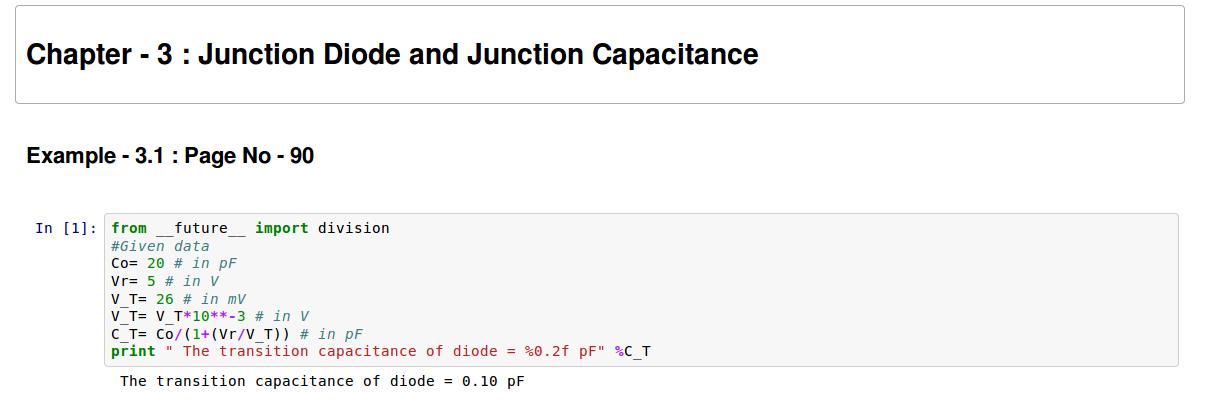 Chapter - 3 : Junction Diode and Junction Capacitance
Example - 3.1 : Page No - 90
In [1]: from __future__ import division
#Given data
Co= 20 # in pF
Vr= 5 # in V
V_T= 26 # in mV
V_T= V_T*10**-3 # in V
C_T= Co/(1+(Vr/V_T)) # in pF
print " The transition capacitance of diode = %0.2f pF" %C_T
The transition capacitance of diode = 0.10 pF